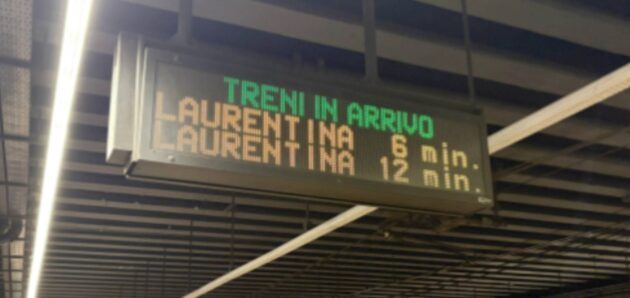 TRENI IN ARRIVO
LAURENTINA 6 min.
LAURENTINA 12 min.